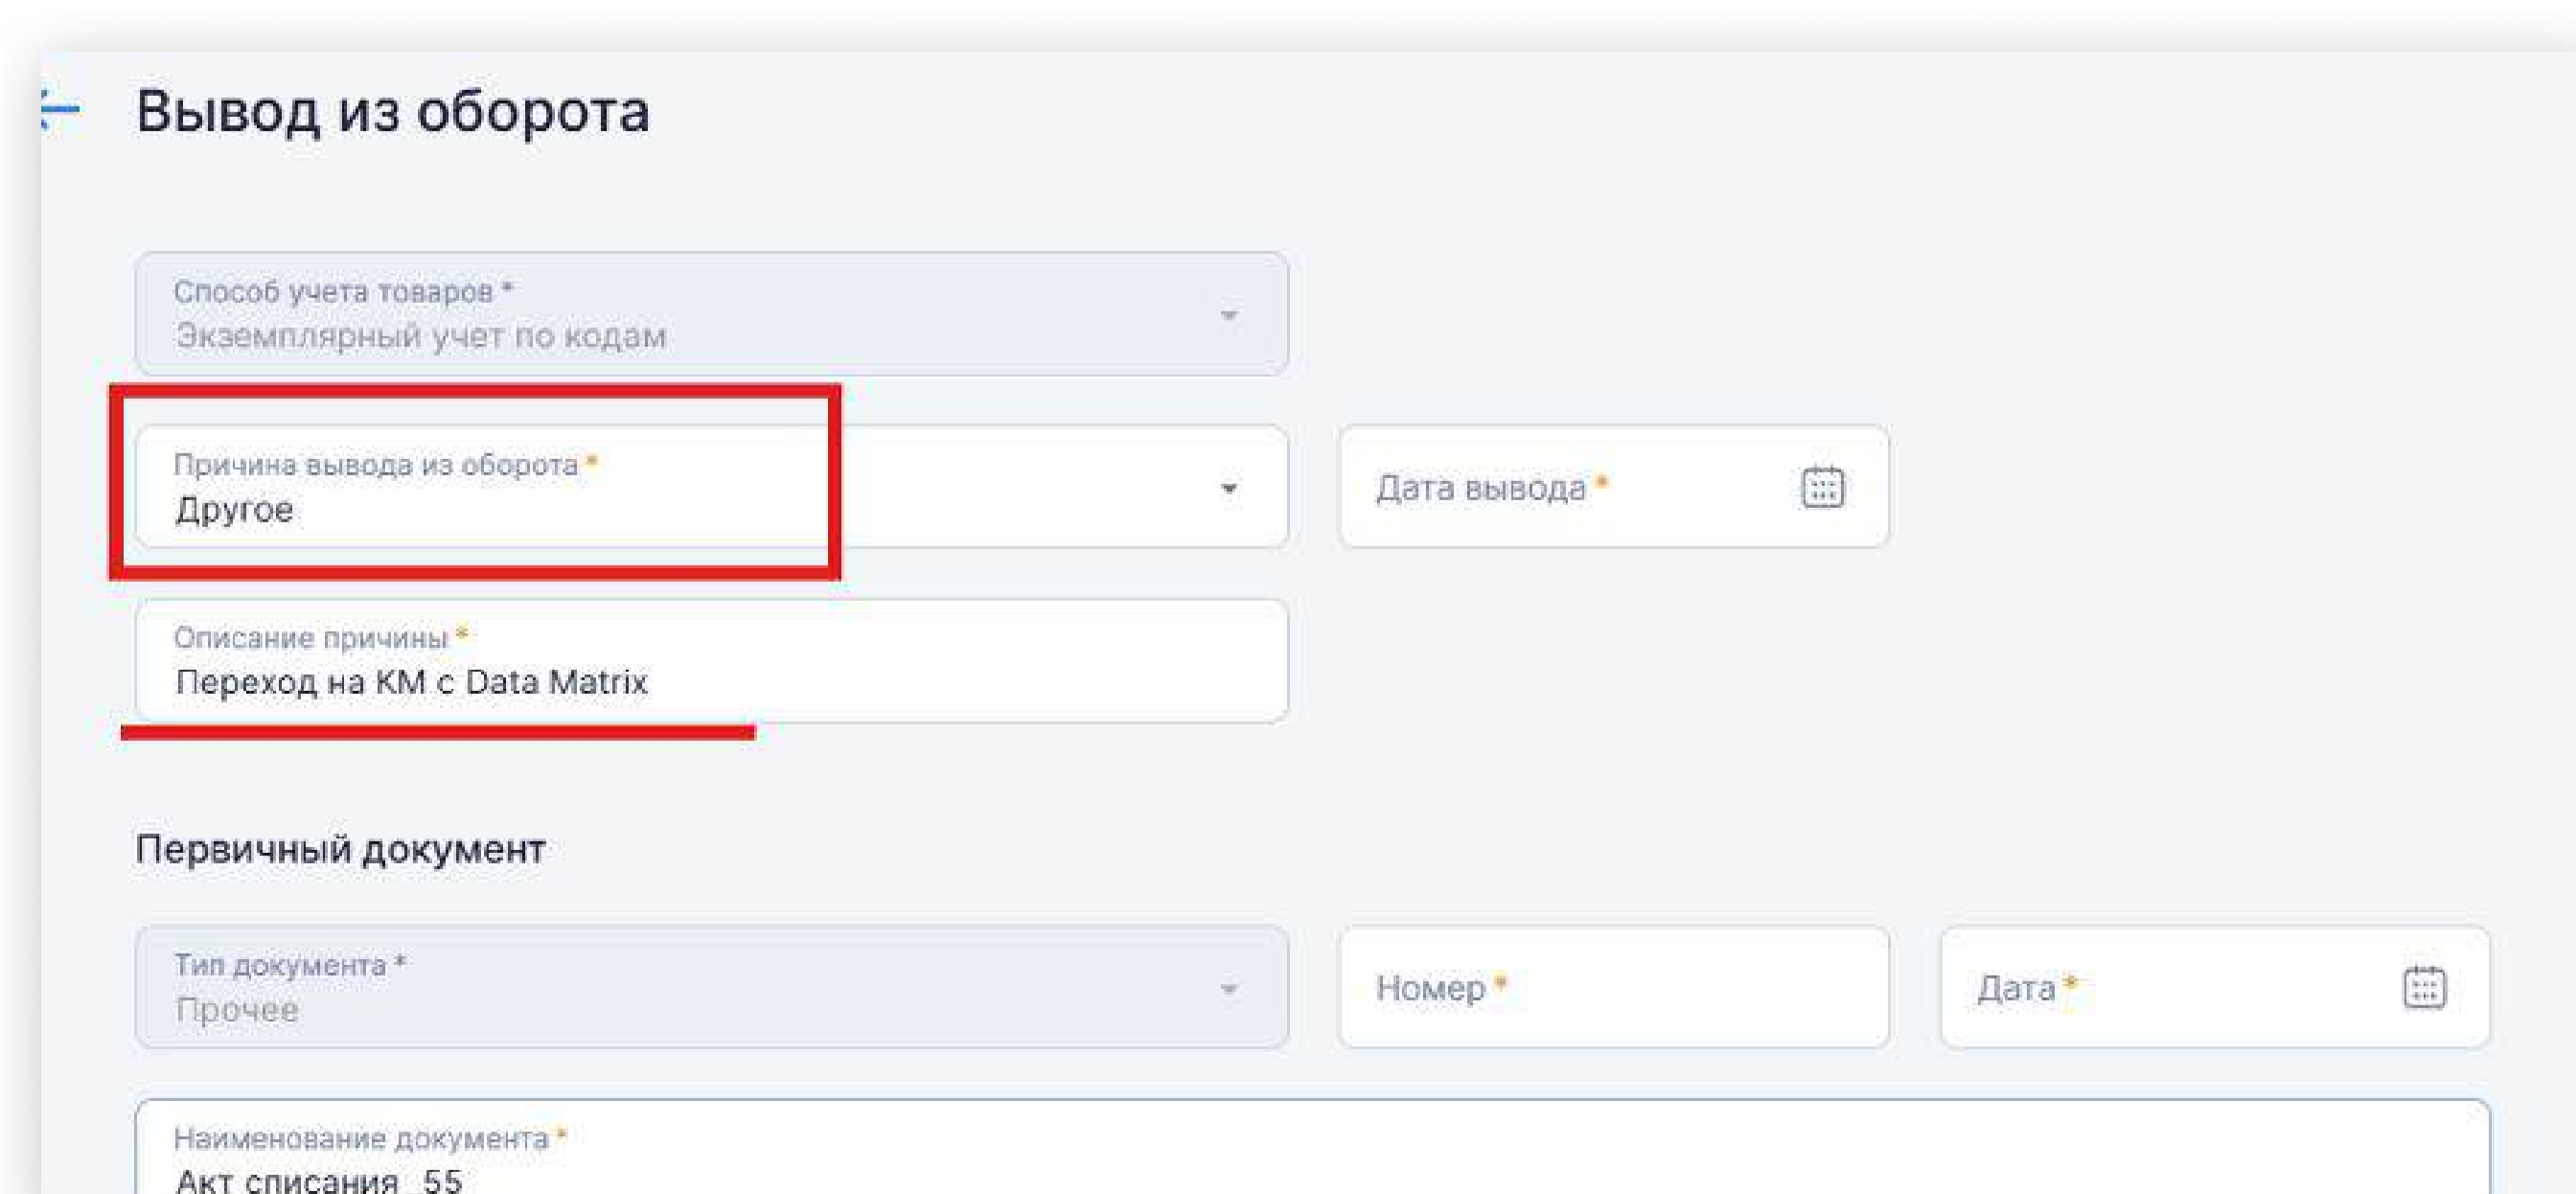 Вывод из оборота
Способ учета товаров *
Экземплярный учет по кодам
Причина вывода из оборота *
Другое
Дата вывода *
Описание причины *
Переход на КМ с Data Matrix
Первичный документ
Тип документа *
Прочее
Номер *
Дата *
Наименование документа *
Акт списания _55